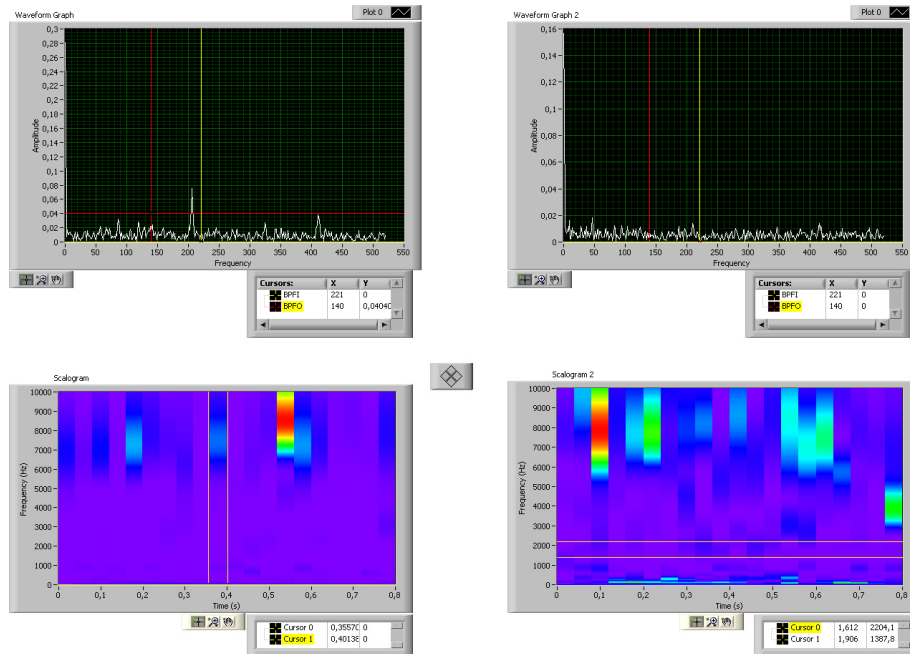 Waveform Graph
Plot 0
Amplitude
0,3
0,28
0,26
0,24
0,22
0,2
0,18
0,16
0,14
0,12
0,1
0,08
0,06
0,04
0,02
0
0 50 100 150 200 250 300 350 400 450 500 550
Frequency
Cursors: X Y
BPFI 221 0
BPFO 140 0,0404
Waveform Graph 2
Plot 0
Amplitude
0,16
0,14
0,12
0,1
0,08
0,06
0,04
0,02
0
0 50 100 150 200 250 300 350 400 450 500 550
Frequency
Cursors: X Y
BPFI 221 0
BPFO 140 0
Scalogram
Frequency (Hz)
10000
9000
8000
7000
6000
5000
4000
3000
2000
1000
0
0 0,1 0,2 0,3 0,4 0,5 0,6 0,7 0,8
Time (s)
Cursor 0 0,3557 0
Cursor 1 0,4013 0
Scalogram 2
Frequency (Hz)
10000
9000
8000
7000
6000
5000
4000
3000
2000
1000
0
0 0,1 0,2 0,3 0,4 0,5 0,6 0,7 0,8
Time (s)
Cursor 0 1,612 2204,1
Cursor 1 1,906 1387,8